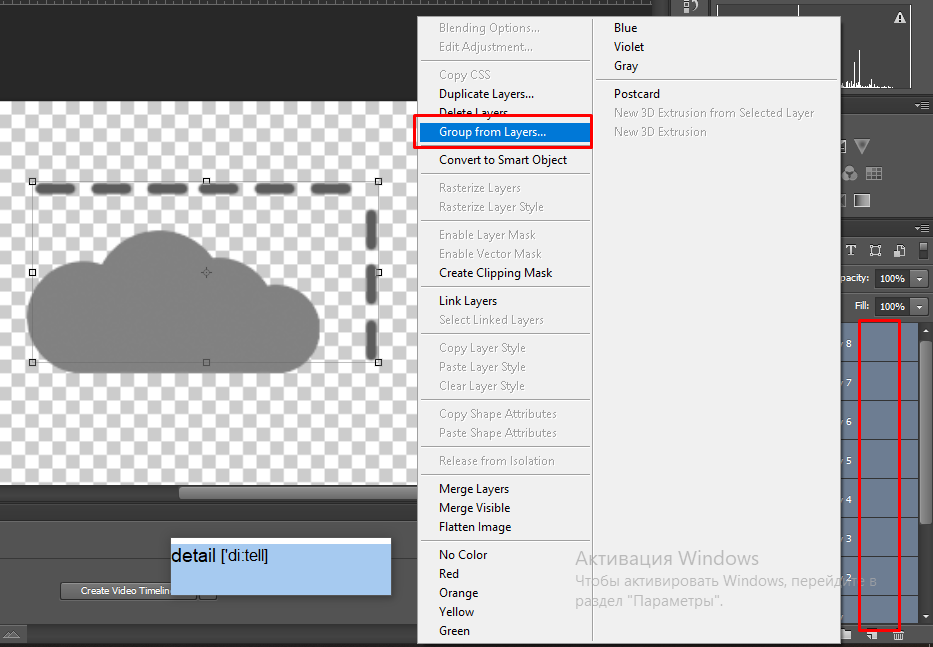 Blending Options...
Edit Adjustment...
Copy CSS
Duplicate Layers...
Delete Layers
Group from Layers...
Convert to Smart Object
Rasterize Layers
Rasterize Layer Style
Enable Layer Mask
Enable Vector Mask
Create Clipping Mask
Link Layers
Select Linked Layers
Copy Layer Style
Paste Layer Style
Clear Layer Style
Copy Shape Attributes
Paste Shape Attributes
Release from Isolation
Merge Layers
Merge Visible
Flatten Image
No Color
Red
Orange
Yellow
Green
Blue
Violet
Gray
Postcard
New 3D Extrusion from Selected Layer
New 3D Extrusion
T
pacity: 100%
Fill: 100%
8
7
6
5
4
3
2
detail ['di:tell]
Create Video Timelin
Активация Windows
Чтобы активировать Windows, перейдите в
раздел "Параметры".